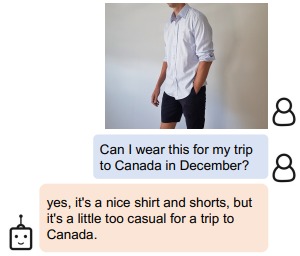 Can I wear this for my trip
to Canada in December?
yes, it's a nice shirt and shorts, but
it's a little too casual for a trip to
Canada.